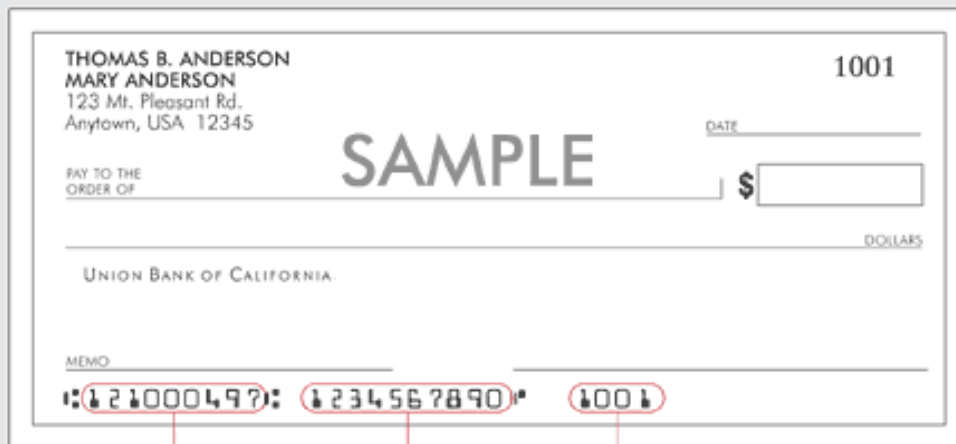 THOMAS B. ANDERSON
MARY ANDERSON
1001
123 Mt. Pleasant Rd.
Anytown, USA 12345
DATE
SAMPLE
PAY TO THE
ORDER OF
$
DOLLARS
UNION BANK OF CALIFORNIA
MEMO
⑆121000497⑆ 1234567890⑈ 1001